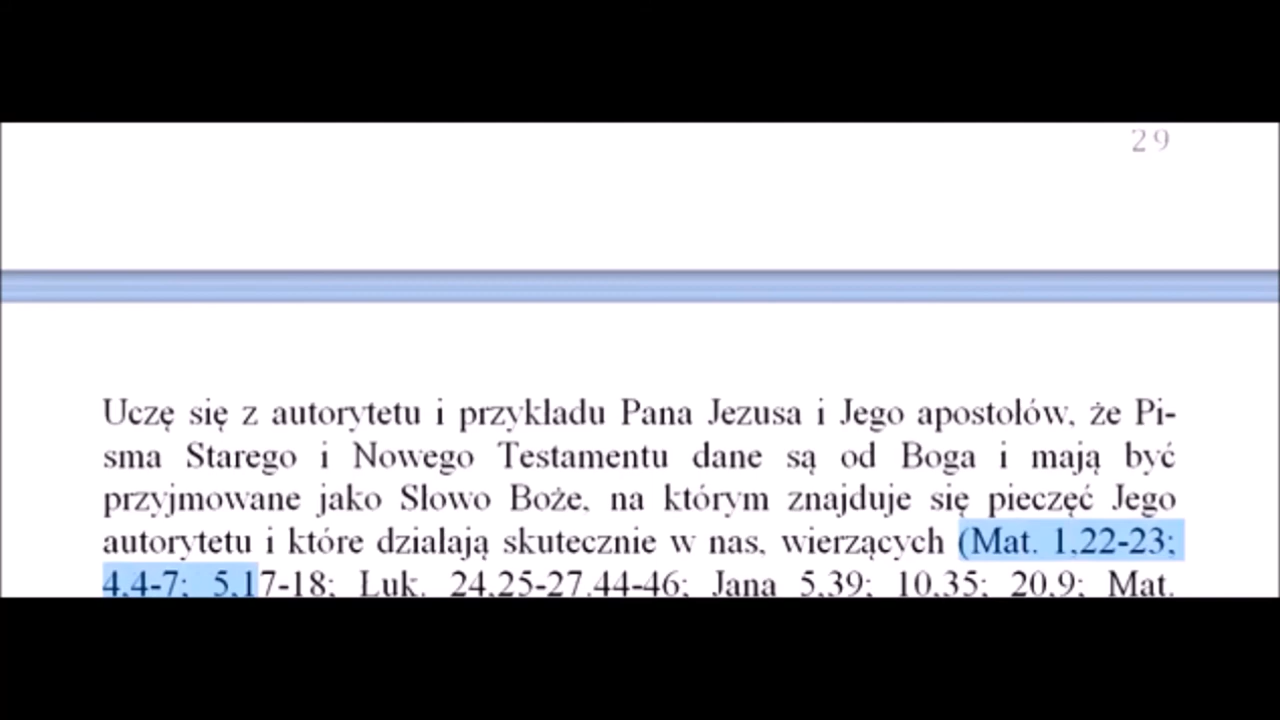 29
Uczę się z autorytetu i przykładu Pana Jezusa i Jego apostołów, że Pi-
sma Starego i Nowego Testamentu dane są od Boga i mają być
przyjmowane jako Słowo Boże, na którym znajduje się pieczęć Jego
autorytetu i które działają skutecznie w nas, wierzących (Mat. 1,22-23;
4,4-7; 5,17-18; Luk. 24,25-27.44-46; Jana 5,39; 10,35; 20,9; Mat.